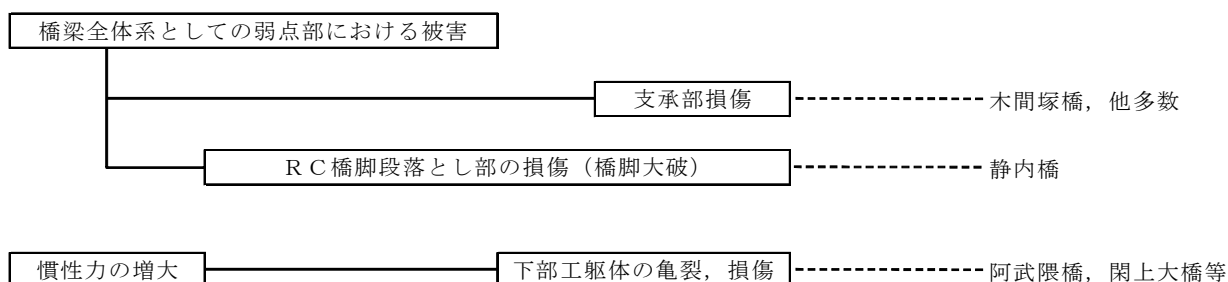 橋梁全体系としての弱点部における被害
支承部損傷
木間塚橋，他多数
ＲＣ橋脚段落とし部の損傷（橋脚大破）
静内橋
慣性力の増大
下部工躯体の亀裂，損傷
阿武隈橋，閖上大橋等